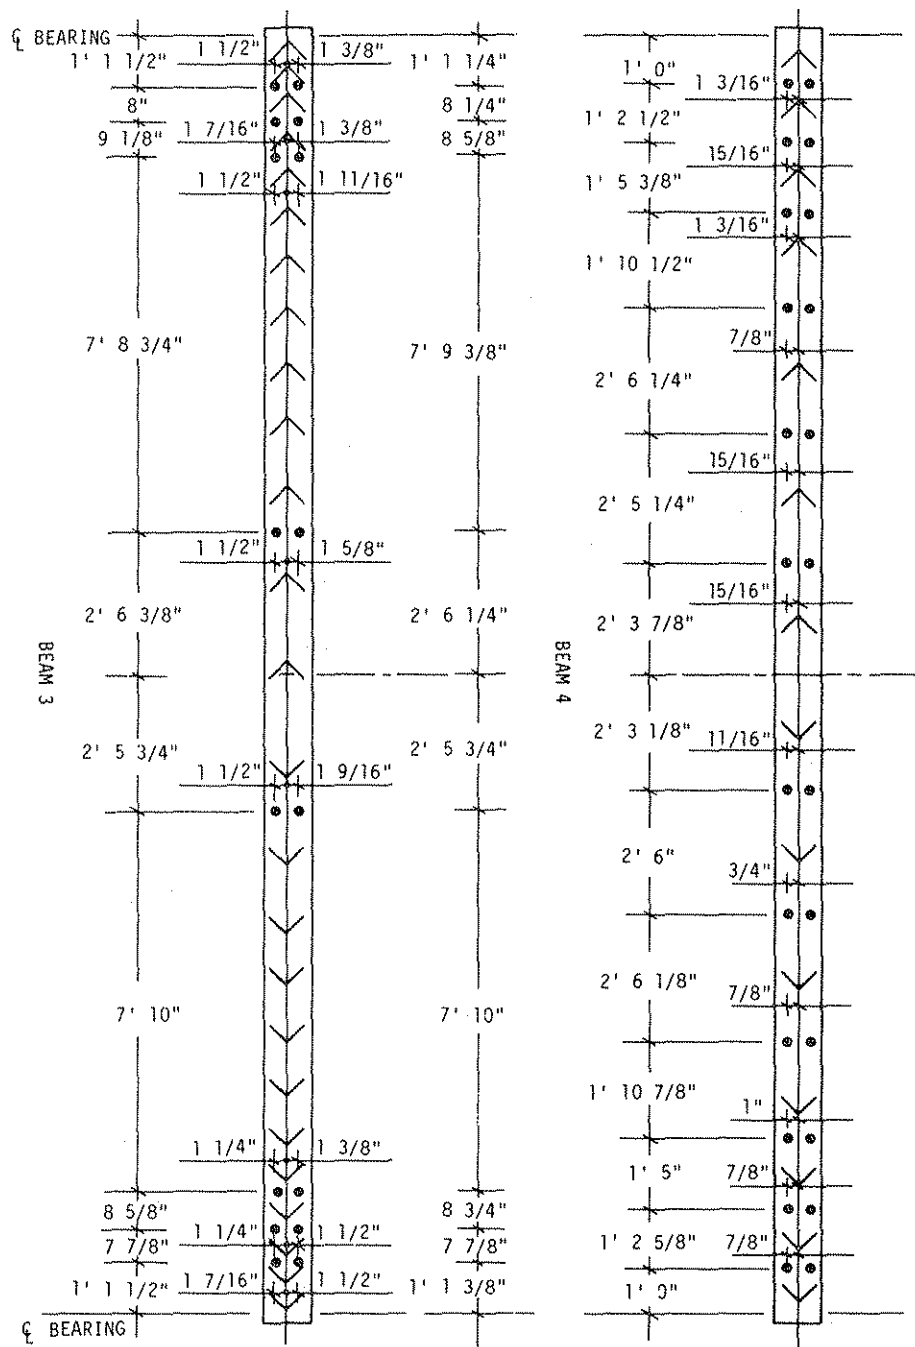 ℄ BEARING
1 1/2" 1 3/8"
1' 1 1/2" 1' 1 1/4"
8" 8 1/4"
9 1/8" 1 7/16" 1 3/8" 8 5/8"
1 1/2" 1 11/16"
7' 8 3/4" 7' 9 3/8"
1 1/2" 1 5/8"
2' 6 3/8" 2' 6 1/4"
BEAM 3
2' 5 3/4" 2' 5 3/4"
1 1/2" 1 9/16"
7' 10" 7' 10"
1 1/4" 1 3/8"
8 5/8" 8 3/4"
1 1/4" 1 1/2"
7 7/8" 7 7/8"
1' 1 1/2" 1 7/16" 1 1/2" 1' 1 3/8"
℄ BEARING
1' 0"
1 3/16"
1' 2 1/2"
15/16"
1' 5 3/8"
1 3/16"
1' 10 1/2"
7/8"
2' 6 1/4"
15/16"
2' 5 1/4"
15/16"
2' 3 7/8"
BEAM 4
2' 3 1/8"
11/16"
2' 6"
3/4"
2' 6 1/8"
7/8"
1' 10 7/8"
1"
1' 5"
7/8"
1' 2 5/8"
7/8"
1' 0"